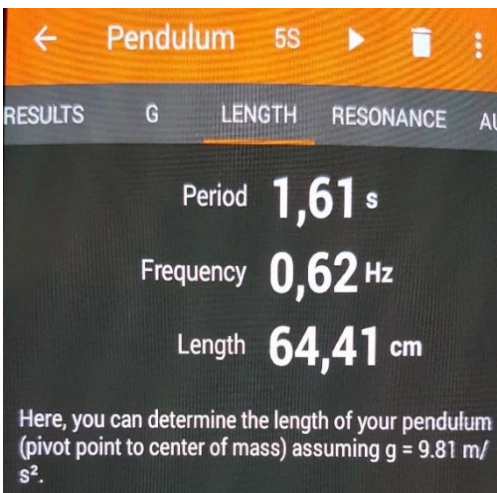 Pendulum 5S
RESULTS G LENGTH RESONANCE AU
Period 1,61 s
Frequency 0,62 Hz
Length 64,41 cm
Here, you can determine the length of your pendulum
(pivot point to center of mass) assuming g = 9.81 m/
s².